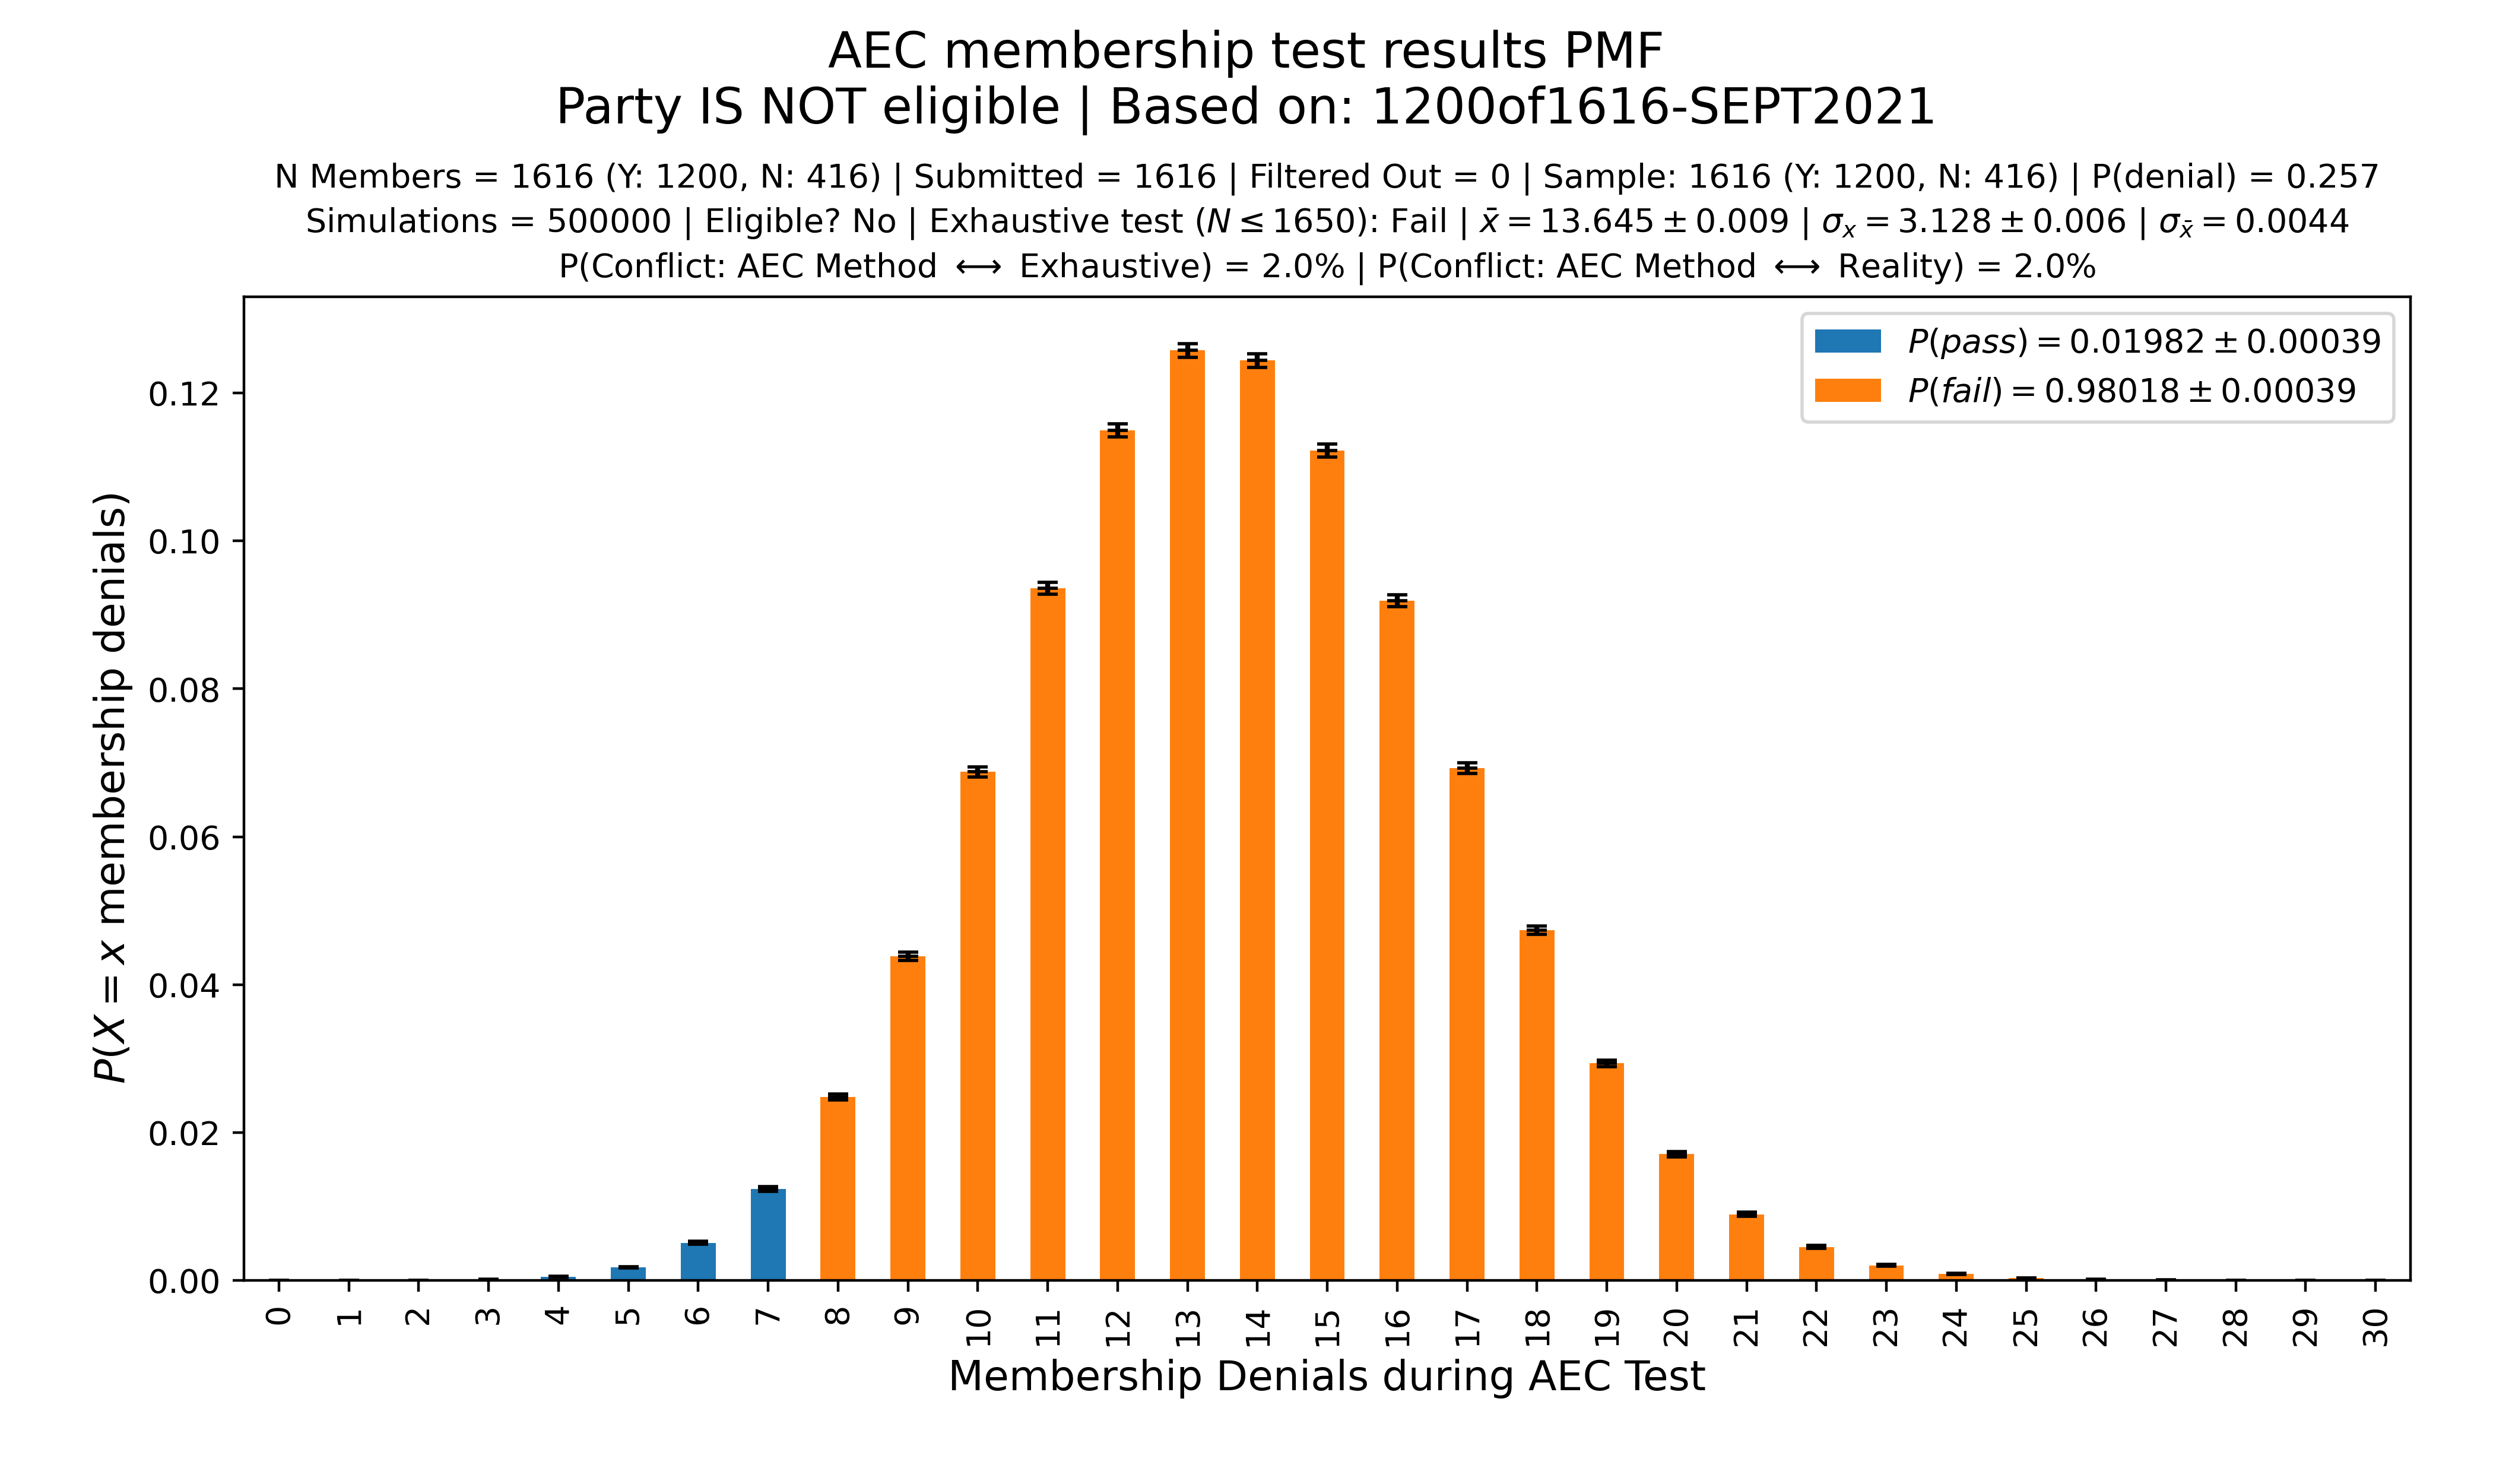 AEC membership test results PMF
Party IS NOT eligible | Based on: 1200of1616-SEPT2021
N Members = 1616 (Y: 1200, N: 416) | Submitted = 1616 | Filtered Out = 0 | Sample: 1616 (Y: 1200, N: 416) | P(denial) = 0.257
Simulations = 500000 | Eligible? No | Exhaustive test (N ≤ 1650): Fail | x̄ = 13.645 ± 0.009 | σₓ = 3.128 ± 0.006 | σ_x̄ = 0.0044
P(Conflict: AEC Method ⟷ Exhaustive) = 2.0% | P(Conflict: AEC Method ⟷ Reality) = 2.0%
P(pass) = 0.01982 ± 0.00039
P(fail) = 0.98018 ± 0.00039
P(X = x membership denials)
0.12
0.10
0.08
0.06
0.04
0.02
0.00
0 1 2 3 4 5 6 7 8 9 10 11 12 13 14 15 16 17 18 19 20 21 22 23 24 25 26 27 28 29 30
Membership Denials during AEC Test